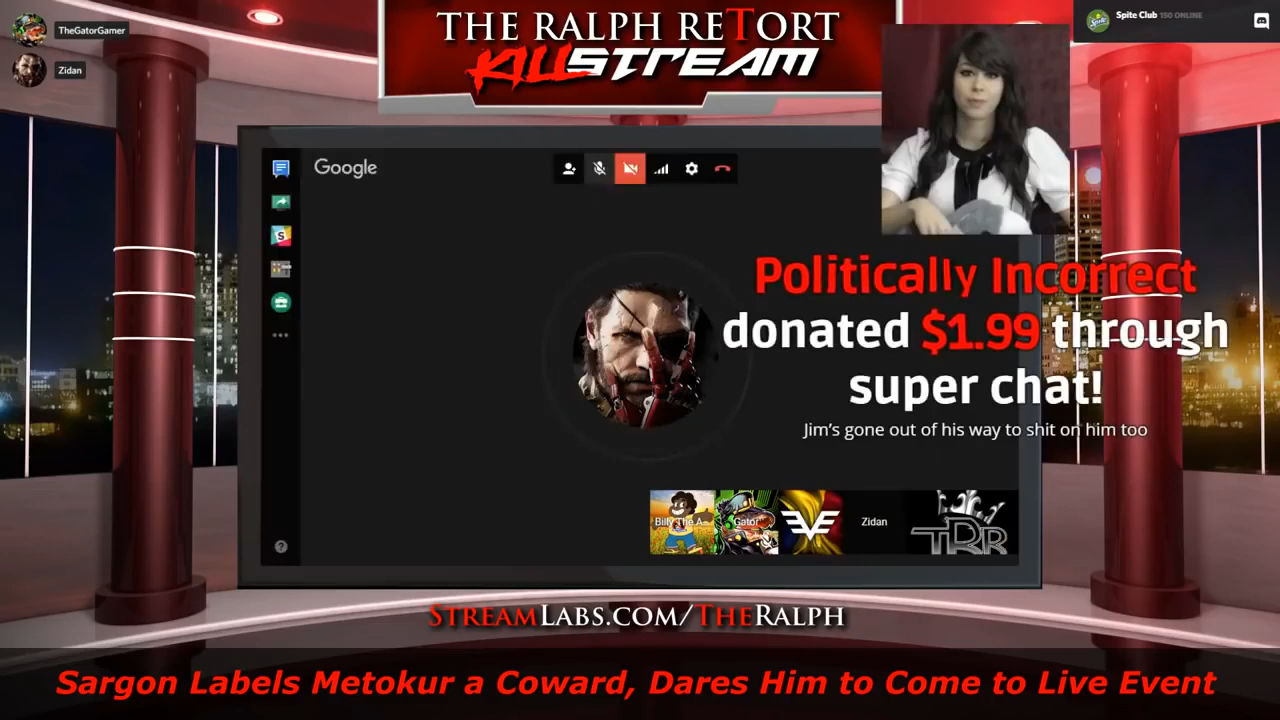 THE RALPH RETORT
KILLSTREAM
TheGatorGamer
Zidan
Spite Club 150 ONLINE
Google
Politically Incorrect
donated $1.99 through
super chat!
Jim's gone out of his way to shit on him too
Billy The A...
Gator
Zidan
TRR
STREAMLABS.COM/THERALPH
Sargon Labels Metokur a Coward, Dares Him to Come to Live Event